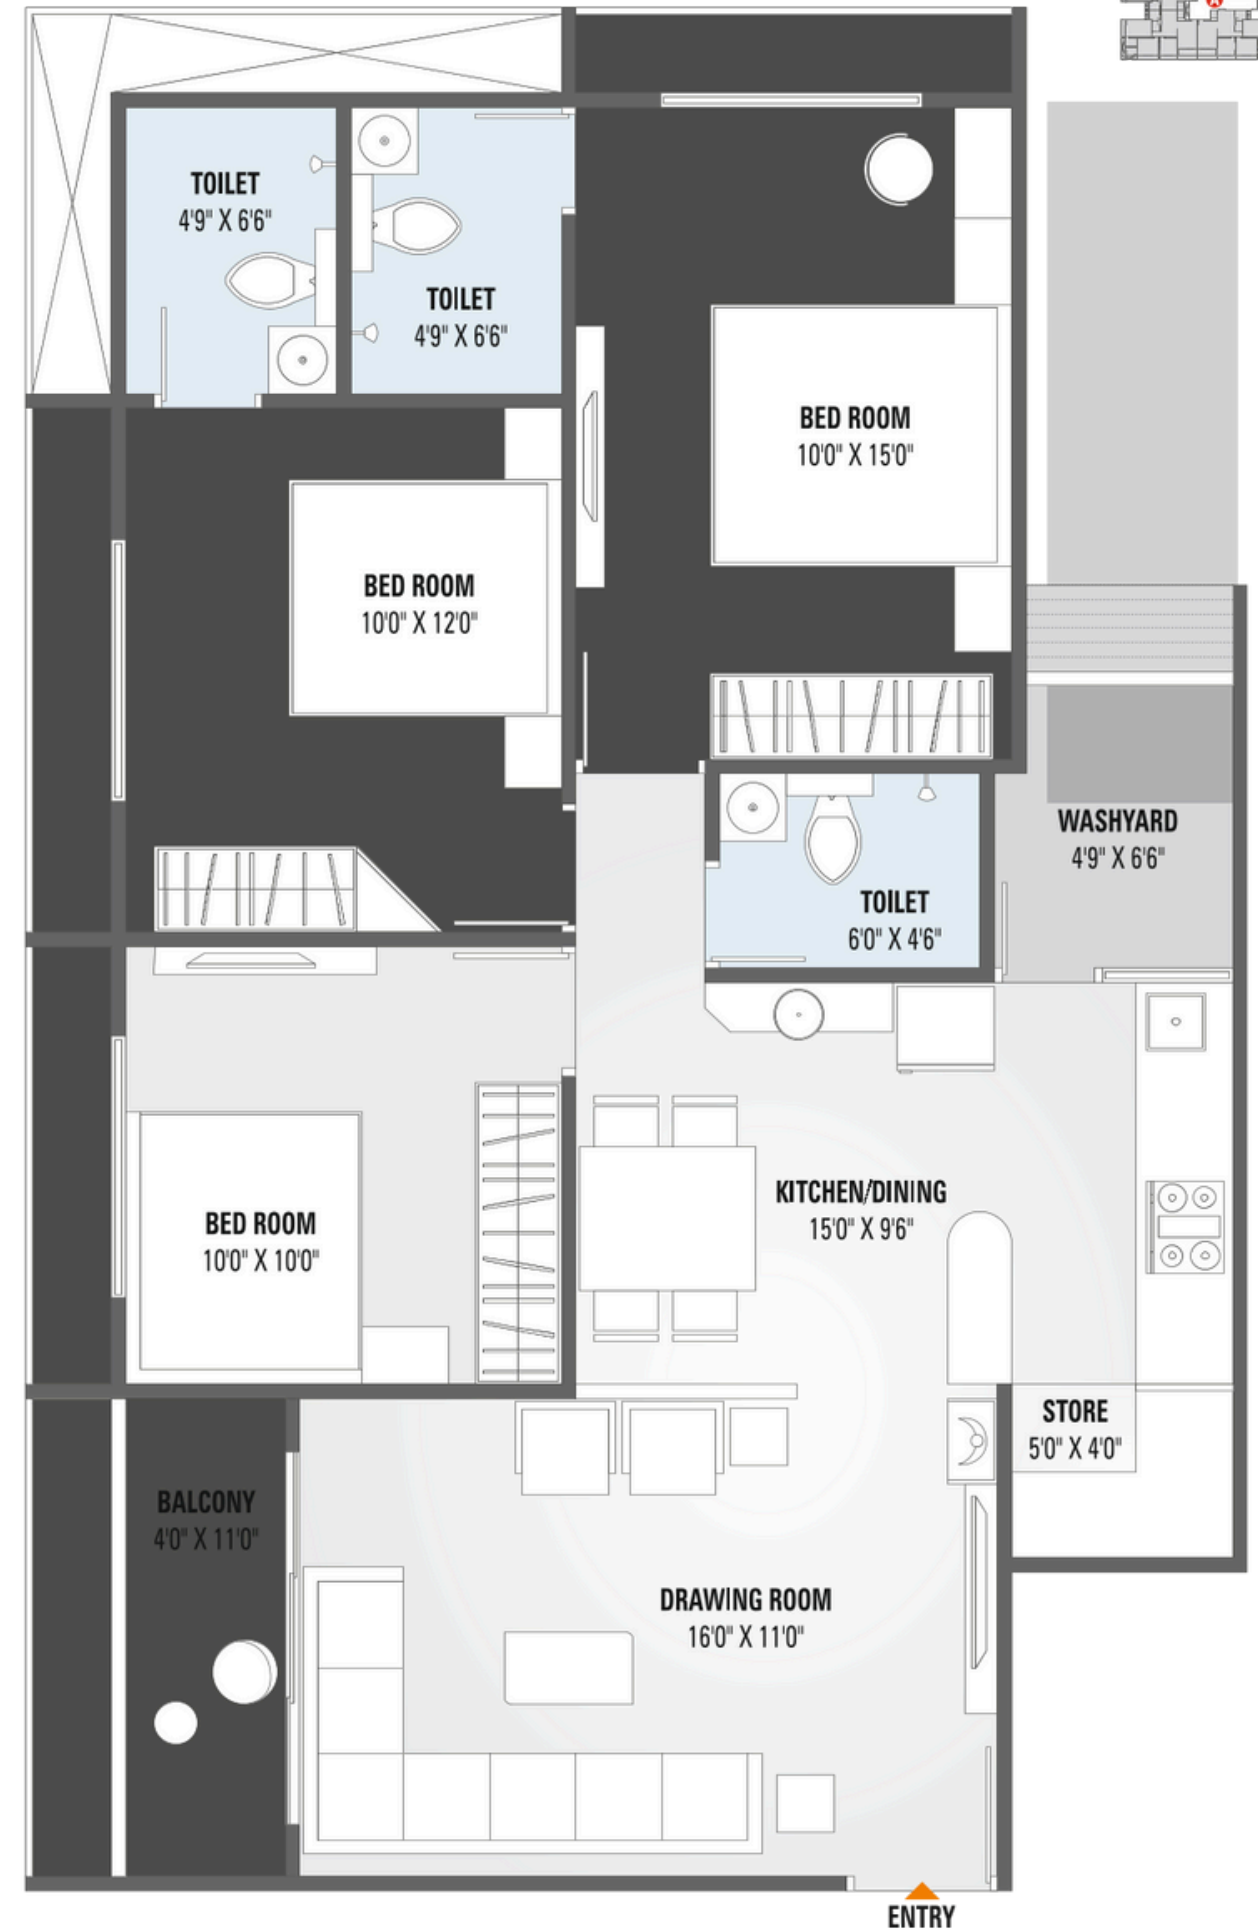 A
TOILET
4'9" X 6'6"
TOILET
4'9" X 6'6"
BED ROOM
10'0" X 15'0"
BED ROOM
10'0" X 12'0"
WASHYARD
4'9" X 6'6"
TOILET
6'0" X 4'6"
KITCHEN/DINING
15'0" X 9'6"
BED ROOM
10'0" X 10'0"
STORE
5'0" X 4'0"
BALCONY
4'0" X 11'0"
DRAWING ROOM
16'0" X 11'0"
ENTRY